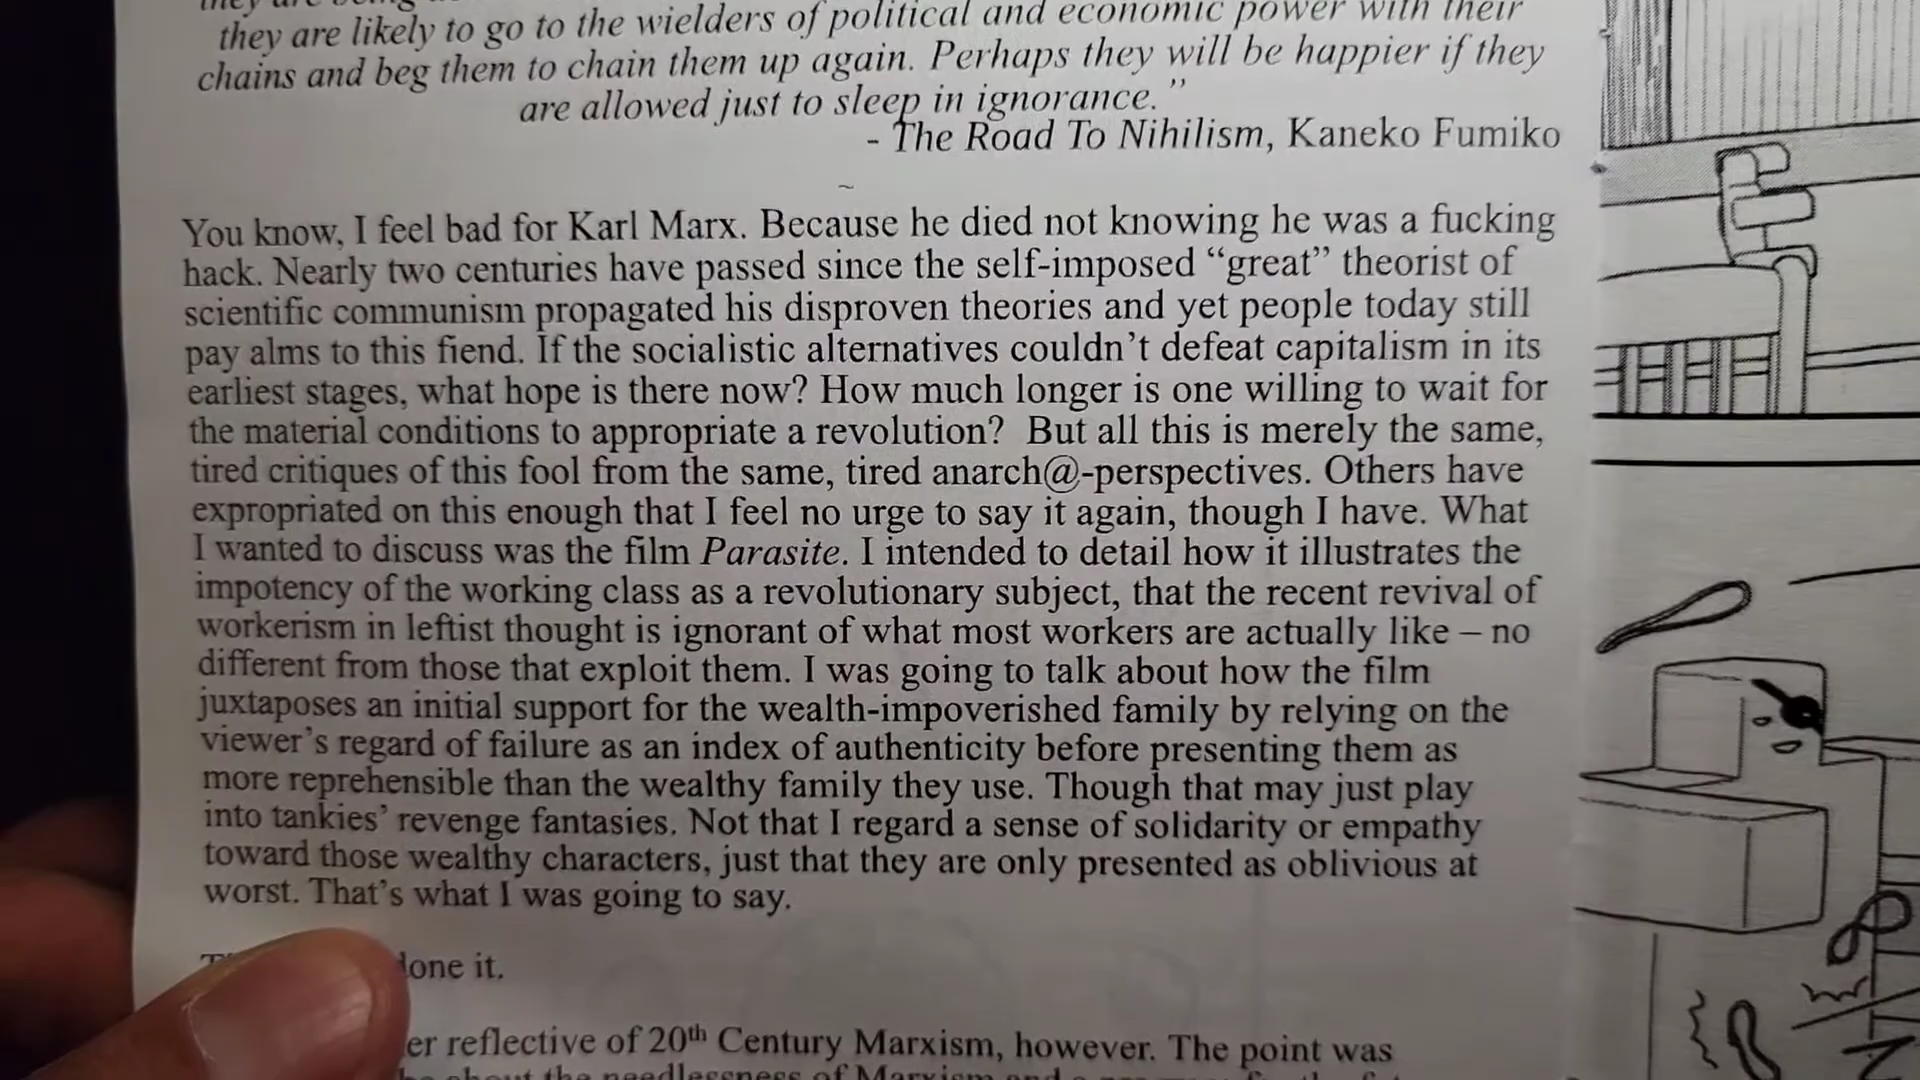 they are likely to go to the wielders of political and economic power with their
chains and beg them to chain them up again. Perhaps they will be happier if they
are allowed just to sleep in ignorance.”
- The Road To Nihilism, Kaneko Fumiko
~
You know, I feel bad for Karl Marx. Because he died not knowing he was a fucking
hack. Nearly two centuries have passed since the self-imposed “great” theorist of
scientific communism propagated his disproven theories and yet people today still
pay alms to this fiend. If the socialistic alternatives couldn’t defeat capitalism in its
earliest stages, what hope is there now? How much longer is one willing to wait for
the material conditions to appropriate a revolution?  But all this is merely the same,
tired critiques of this fool from the same, tired anarch@-perspectives. Others have
expropriated on this enough that I feel no urge to say it again, though I have. What
I wanted to discuss was the film Parasite. I intended to detail how it illustrates the
impotency of the working class as a revolutionary subject, that the recent revival of
workerism in leftist thought is ignorant of what most workers are actually like – no
different from those that exploit them. I was going to talk about how the film
juxtaposes an initial support for the wealth-impoverished family by relying on the
viewer’s regard of failure as an index of authenticity before presenting them as
more reprehensible than the wealthy family they use. Though that may just play
into tankies’ revenge fantasies. Not that I regard a sense of solidarity or empathy
toward those wealthy characters, just that they are only presented as oblivious at
worst. That’s what I was going to say.
it.
reflective of 20th Century Marxism, however. The point was
about the needlessness of Marxism and